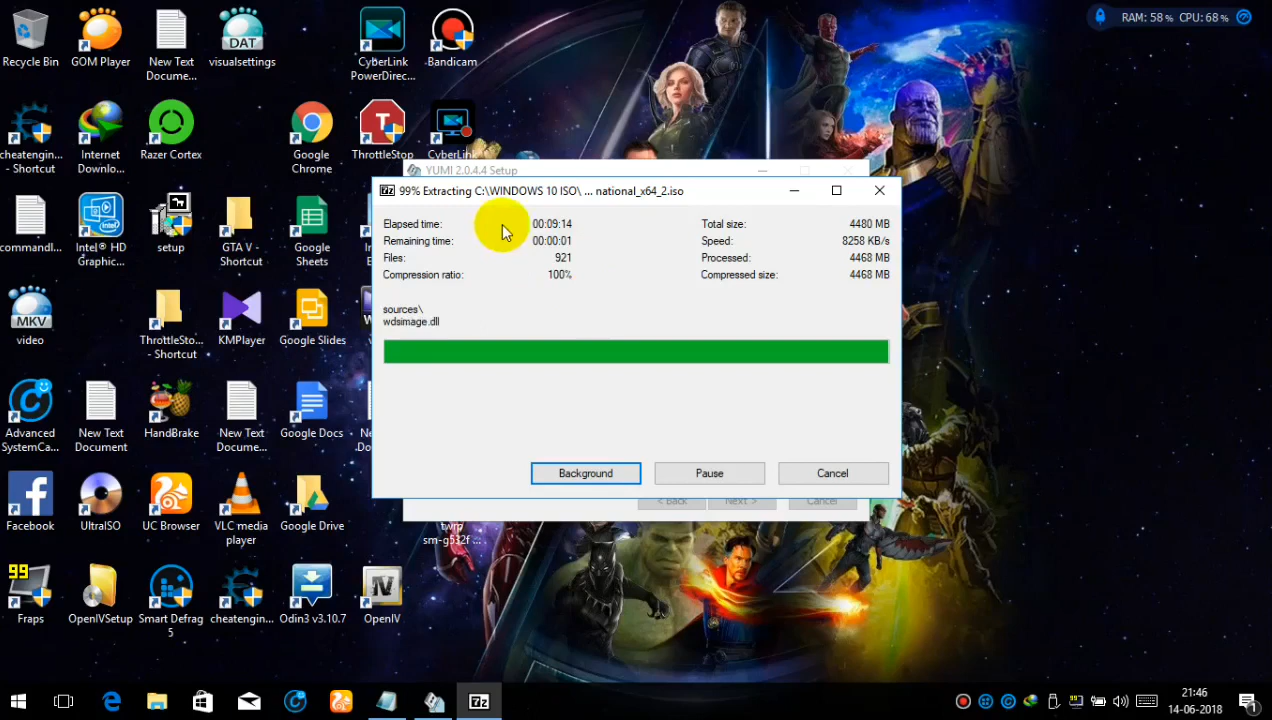 RAM: 58 % CPU: 68 %
DAT
Recycle Bin
GOM Player
New Text
Docume...
visualsettings
CyberLink
PowerDirec...
Bandicam
cheatengin...
- Shortcut
Internet
Downlo...
Razer Cortex
Google
Chrome
ThrottleStop
CyberLink
YUMI 2.0.4.4 Setup
7z 99% Extracting C:\WINDOWS 10 ISO\ ... national_x64_2.iso
Elapsed time: 00:09:14
Total size: 4480 MB
Remaining time: 00:00:01
Speed: 8258 KB/s
Files: 921
Processed: 4468 MB
Compression ratio: 100%
Compressed size: 4468 MB
sources\
wdsimage.dll
Background
Pause
Cancel
< Back
Next >
Cancel
commandl...
Intel® HD
Graphic...
setup
GTA V -
Shortcut
Google
Sheets
MKV
video
ThrottleSto...
- Shortcut
KMPlayer
Google Slides
Advanced
SystemCa...
New Text
Document
HandBrake
New Text
Docume...
Google Docs
Facebook
UltraISO
UC Browser
VLC media
player
Google Drive
twrp
sm-g532f ...
99
Fraps
OpenIVSetup
Smart Defrag
5
cheatengin...
Odin3 v3.10.7
IV
OpenIV
7z
21:46
14-06-2018
1